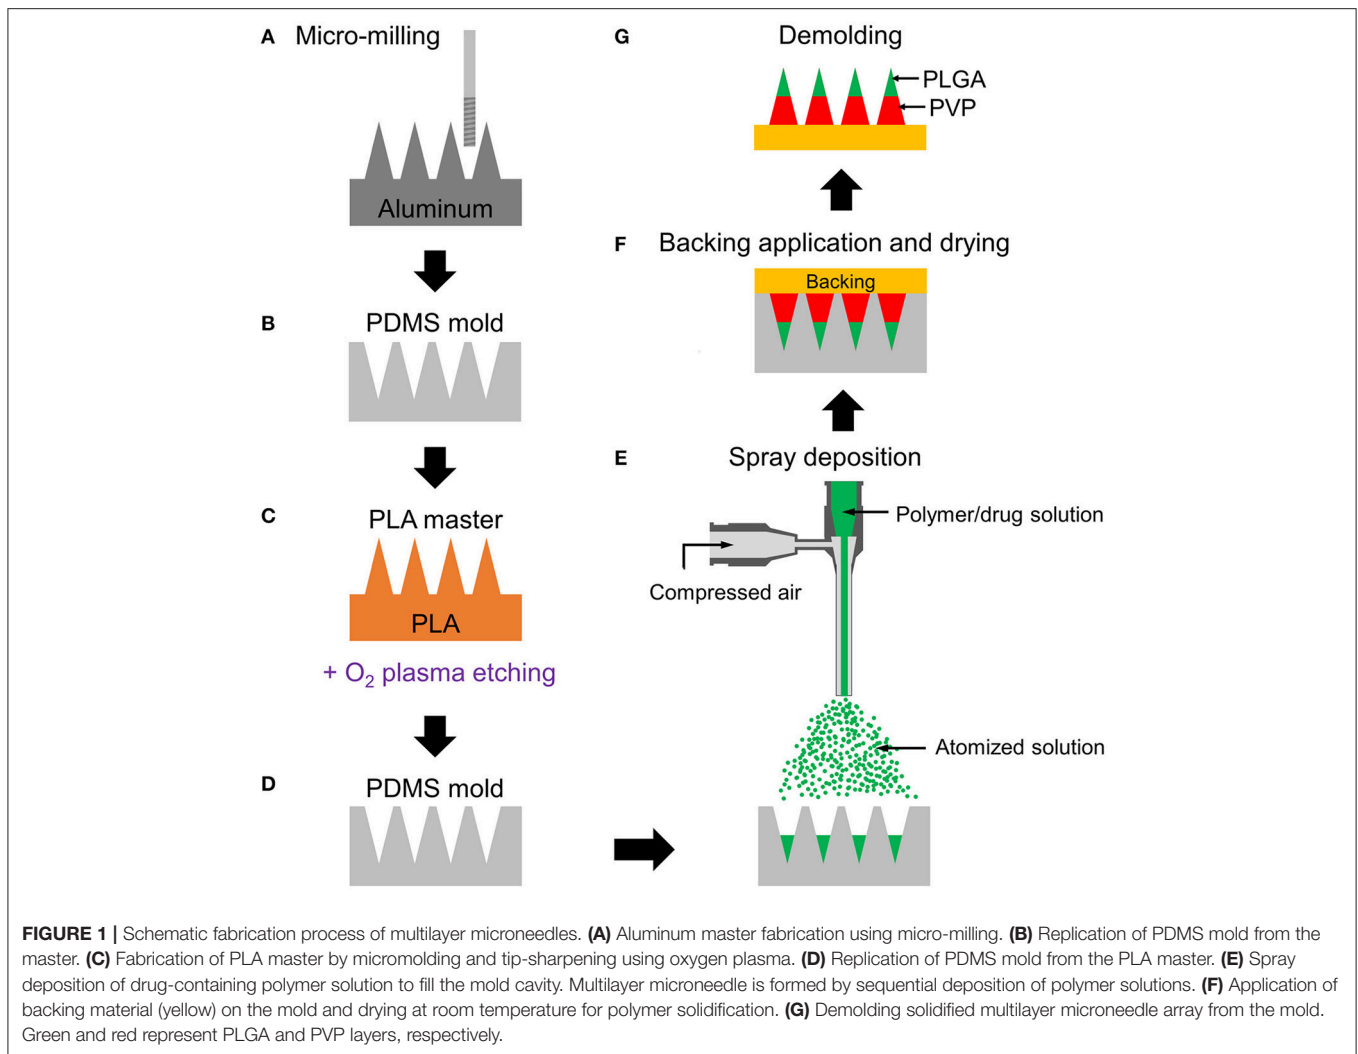 A Micro-milling
Aluminum
B PDMS mold
C PLA master
PLA
+ O₂ plasma etching
D PDMS mold
G Demolding
PLGA
PVP
F Backing application and drying
Backing
E Spray deposition
Polymer/drug solution
Compressed air
Atomized solution
FIGURE 1 | Schematic fabrication process of multilayer microneedles. (A) Aluminum master fabrication using micro-milling. (B) Replication of PDMS mold from the
master. (C) Fabrication of PLA master by micromolding and tip-sharpening using oxygen plasma. (D) Replication of PDMS mold from the PLA master. (E) Spray
deposition of drug-containing polymer solution to fill the mold cavity. Multilayer microneedle is formed by sequential deposition of polymer solutions. (F) Application of
backing material (yellow) on the mold and drying at room temperature for polymer solidification. (G) Demolding solidified multilayer microneedle array from the mold.
Green and red represent PLGA and PVP layers, respectively.